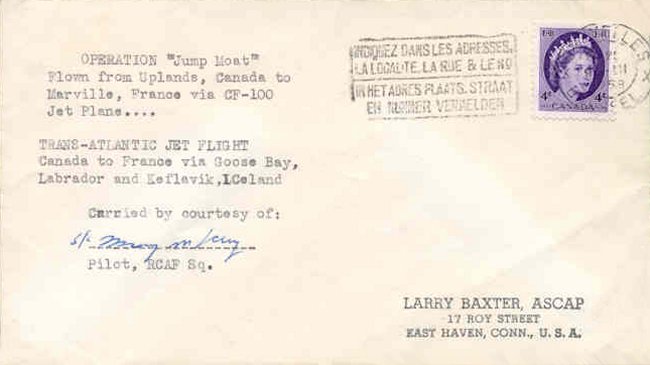 OPERATION "Jump Moat"
Flown from Uplands, Canada to
Marville, France via CF-100
Jet Plane....
TRANS-ATLANTIC JET FLIGHT
Canada to France via Goose Bay,
Labrador and Keflavik,ICeland
Carried by courtesy of:
Pilot, RCAF Sq.
INDIQUEZ DANS LES ADRESSES,
LA LOCALITE, LA RUE & LE NO
IN HET ADRES PLAATS, STRAAT
EN NUMMER VERMELDEN
4¢ 4¢
CANADA
LARRY BAXTER, ASCAP
17 ROY STREET
EAST HAVEN, CONN., U. S. A.